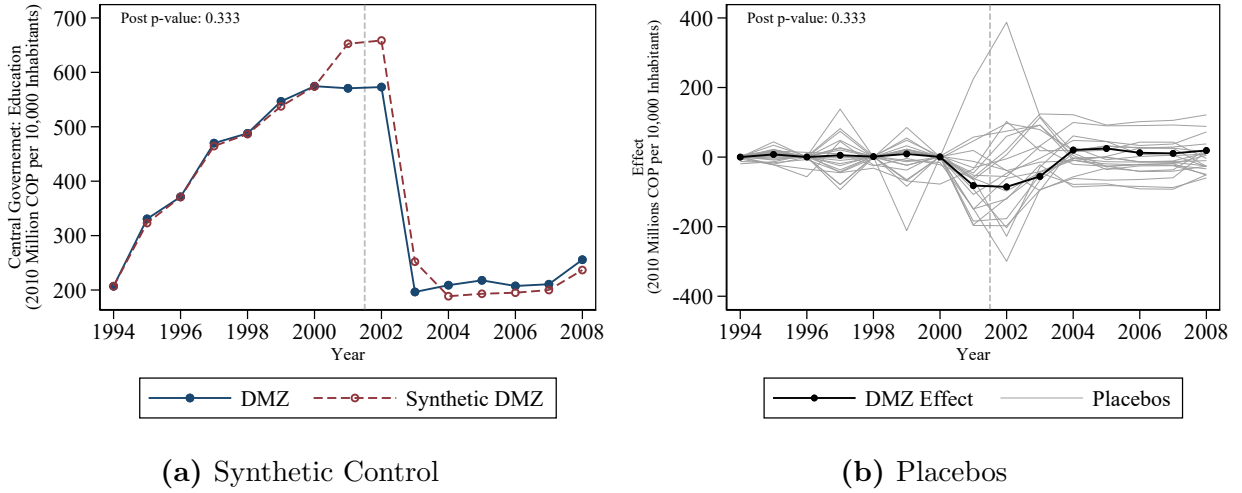 Post p-value: 0.333
Central Governemet: Education
(2010 Million COP per 10,000 Inhabitants)
700
600
500
400
300
200
1994 1996 1998 2000 2002 2004 2006 2008
Year
DMZ Synthetic DMZ
(a) Synthetic Control
Post p-value: 0.333
Effect
(2010 Millions COP per 10,000 Inhabitants)
400
200
0
-200
-400
1994 1996 1998 2000 2002 2004 2006 2008
Year
DMZ Effect Placebos
(b) Placebos